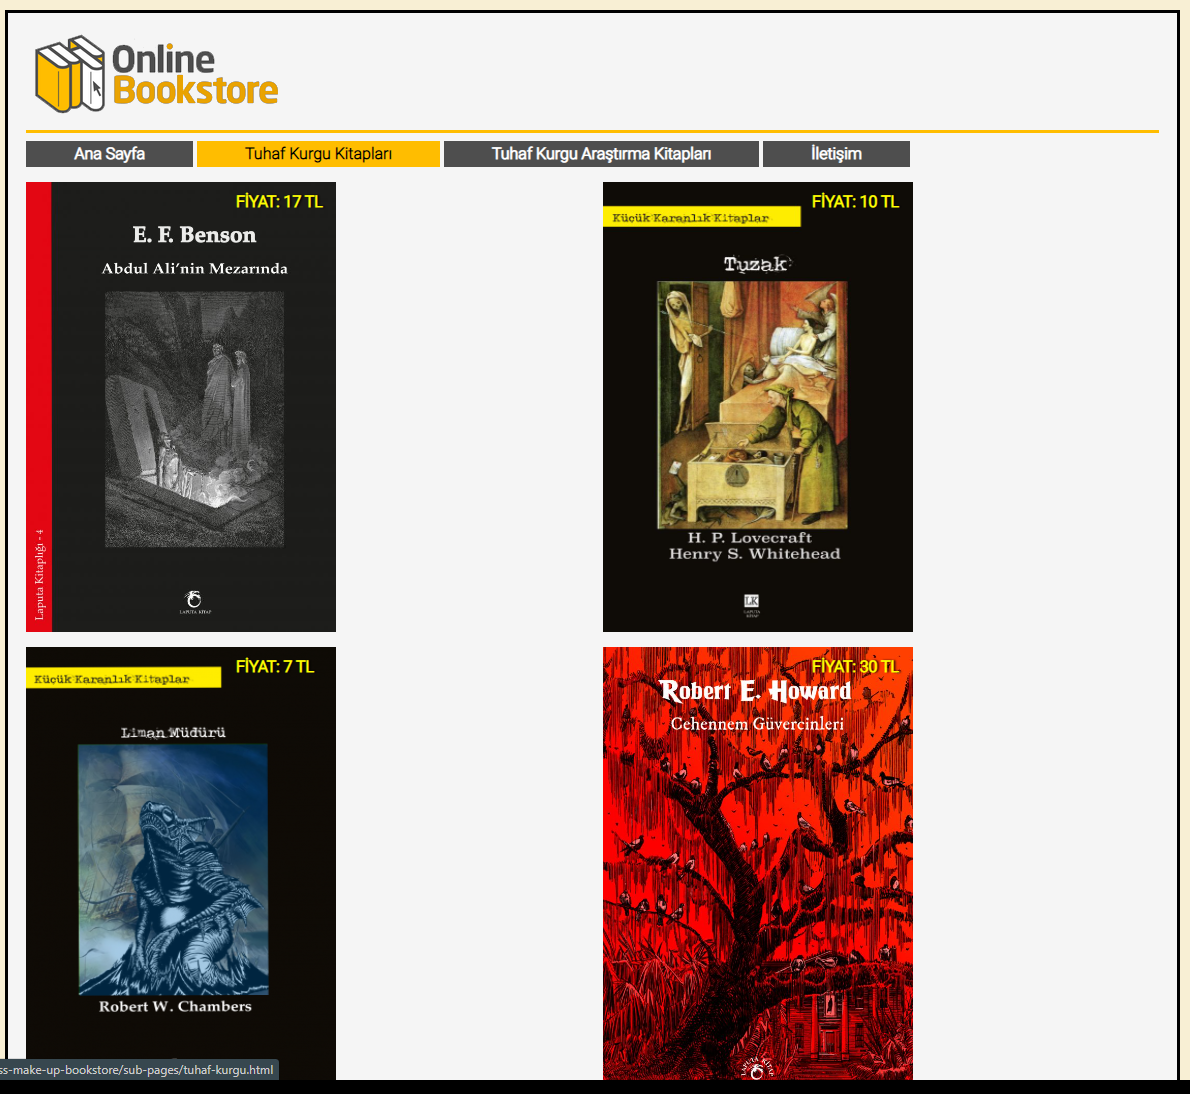 Online
Bookstore
Ana Sayfa
Tuhaf Kurgu Kitapları
Tuhaf Kurgu Araştırma Kitapları
İletişim
FİYAT: 17 TL
E. F. Benson
Abdul Ali'nin Mezarında
Laputa Kitaplığı - 4
LAPUTA KİTAP
FİYAT: 10 TL
Küçük Karanlık Kitaplar
Tuzak
H. P. Lovecraft
Henry S. Whitehead
LK
LAPUTA
KİTAP
FİYAT: 7 TL
Küçük Karanlık Kitaplar
Liman Müdürü
Robert W. Chambers
FİYAT: 30 TL
Robert E. Howard
Cehennem Güvercinleri
LAPUTA KİTAP
ss-make-up-bookstore/sub-pages/tuhaf-kurgu.html